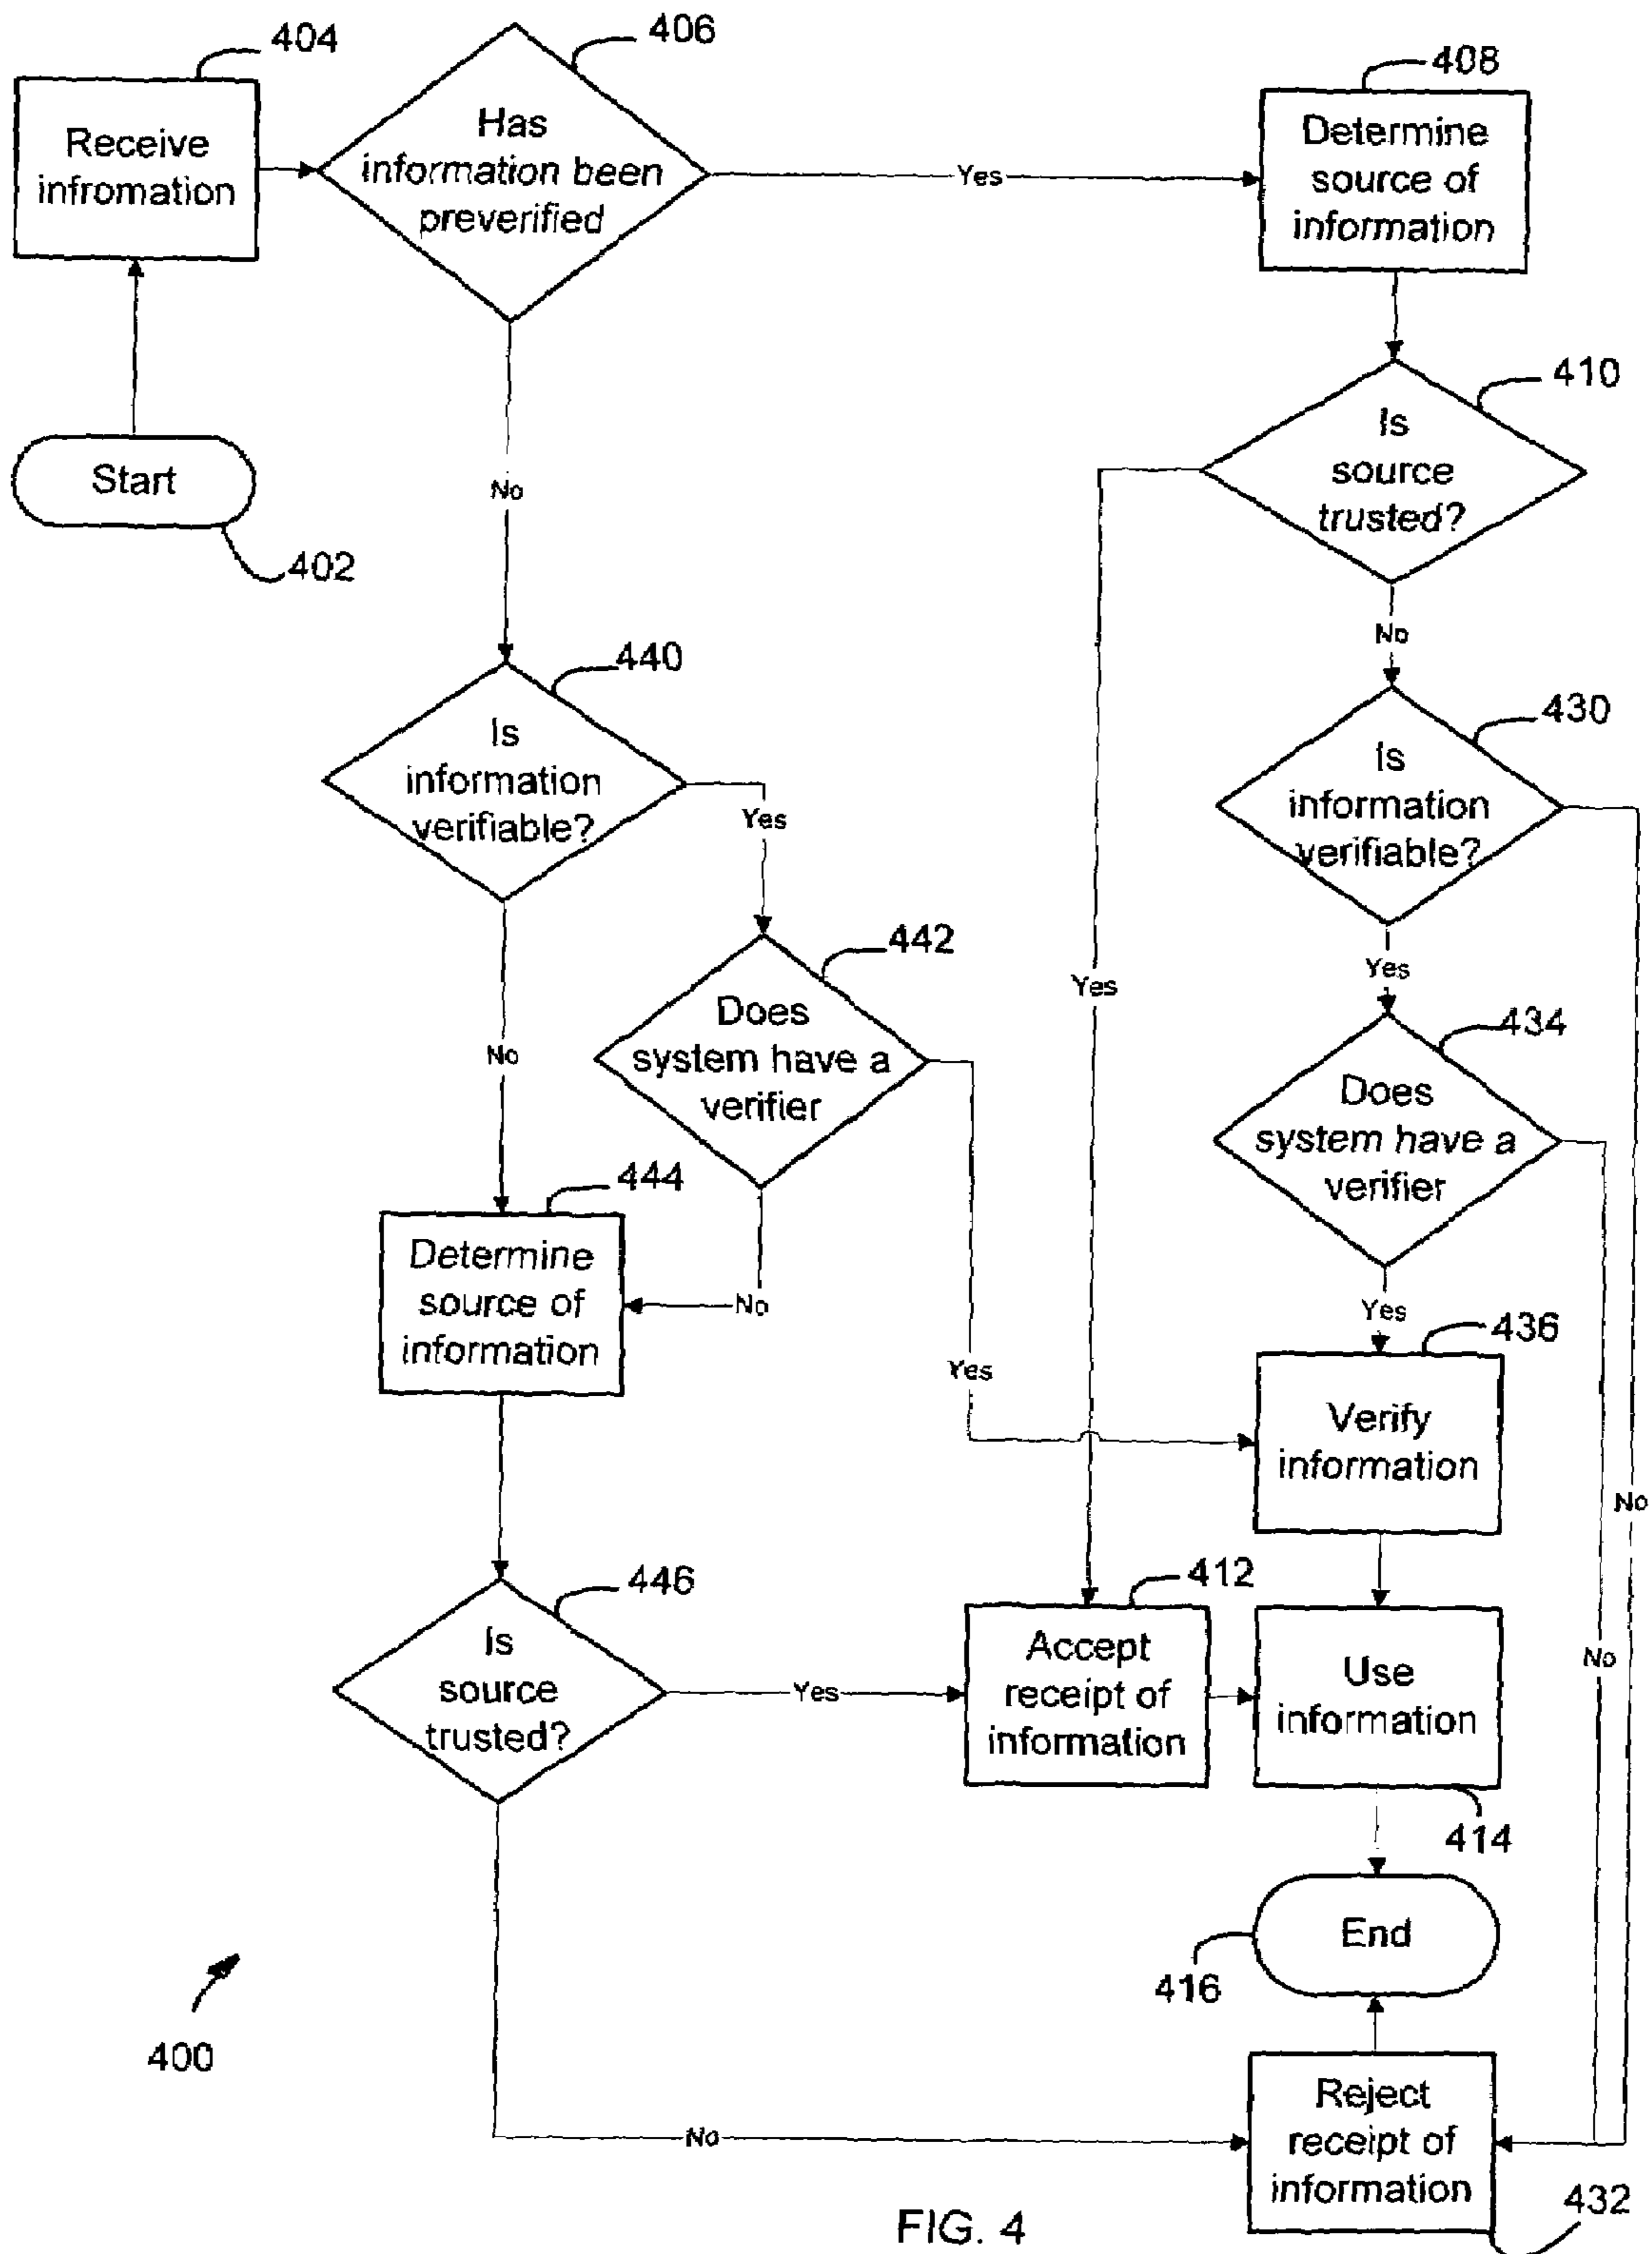 404
Receive
infromation
406
Has
information been
preverified
Yes
408
Determine
source of
information
Start
402
No
410
Is
source
trusted?
No
Yes
440
Is
information
verifiable?
Yes
No
430
Is
information
verifiable?
Yes
No
442
Does
system have a
verifier
No
Yes
434
Does
system have a
verifier
Yes
No
444
Determine
source of
information
436
Verify
information
446
Is
source
trusted?
Yes
No
412
Accept
receipt of
information
Use
information
414
End
416
400
Reject
receipt of
information
432
FIG. 4